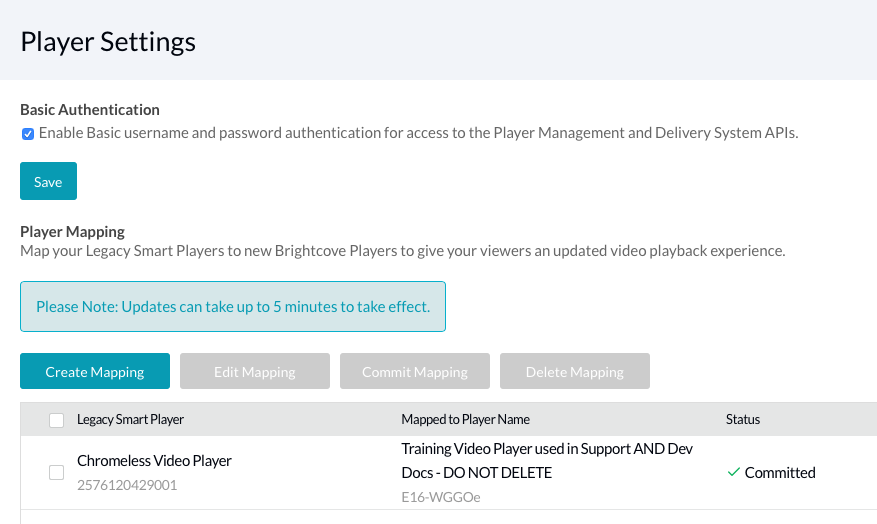 Player Settings
Basic Authentication
Enable Basic username and password authentication for access to the Player Management and Delivery System APIs.
Save
Player Mapping
Map your Legacy Smart Players to new Brightcove Players to give your viewers an updated video playback experience.
Please Note: Updates can take up to 5 minutes to take effect.
Create Mapping Edit Mapping Commit Mapping Delete Mapping
Legacy Smart Player Mapped to Player Name Status
Training Video Player used in Support AND Dev
Chromeless Video Player
Docs - DO NOT DELETE Committed
2576120429001
E16-WGGOe